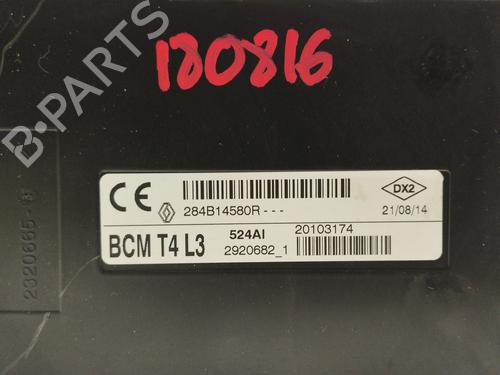 180816
B-PARTS
2320665-B
CE
284B14580R---
DX2
21/08/14
BCM T4 L3
524AI
20103174
2920682_1